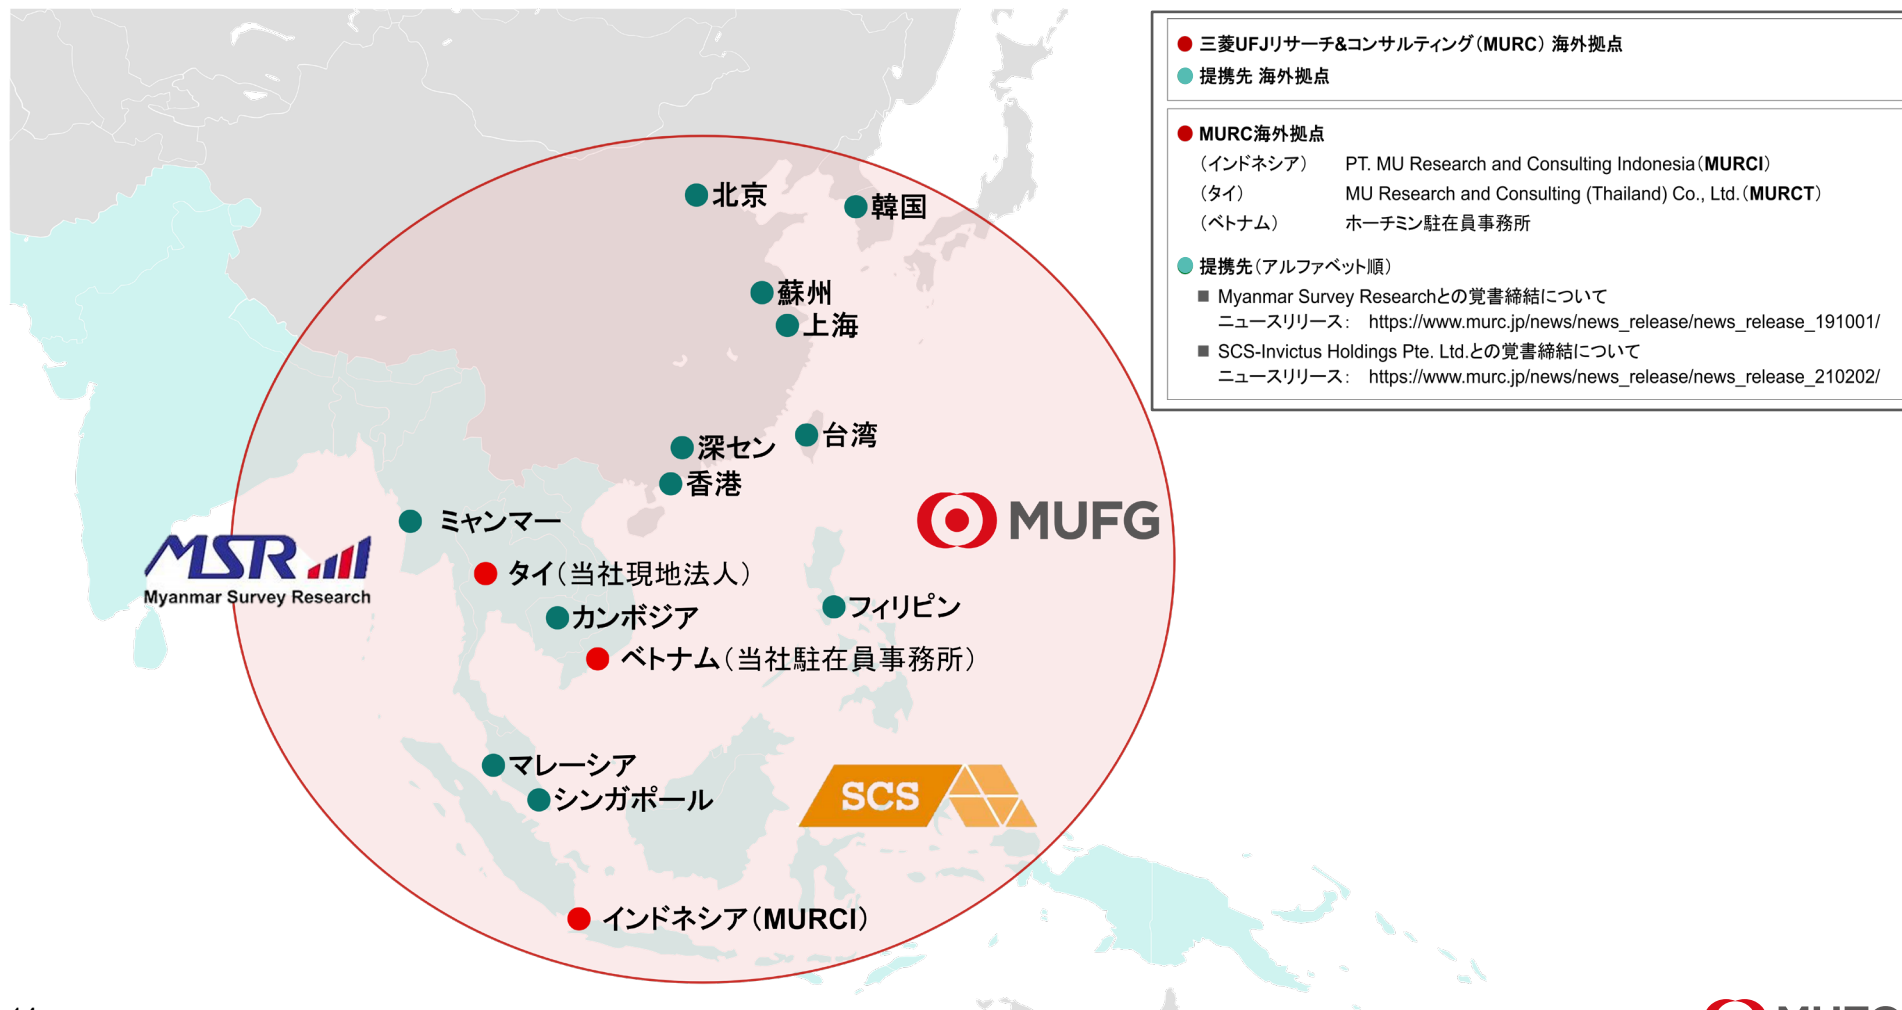 ● 三菱UFJリサーチ&コンサルティング（MURC） 海外拠点
● 提携先 海外拠点
● MURC海外拠点
（インドネシア） PT. MU Research and Consulting Indonesia（MURCI）
（タイ） MU Research and Consulting (Thailand) Co., Ltd.（MURCT）
（ベトナム） ホーチミン駐在員事務所
● 提携先（アルファベット順）
■ Myanmar Survey Researchとの覚書締結について
ニュースリリース： https://www.murc.jp/news/news_release/news_release_191001/
■ SCS-Invictus Holdings Pte. Ltd.との覚書締結について
ニュースリリース： https://www.murc.jp/news/news_release/news_release_210202/
北京
韓国
蘇州
上海
台湾
深セン
香港
MUFG
ミャンマー
MSR
Myanmar Survey Research
タイ（当社現地法人）
カンボジア
フィリピン
ベトナム（当社駐在員事務所）
マレーシア
シンガポール
SCS
インドネシア（MURCI）
MUFG